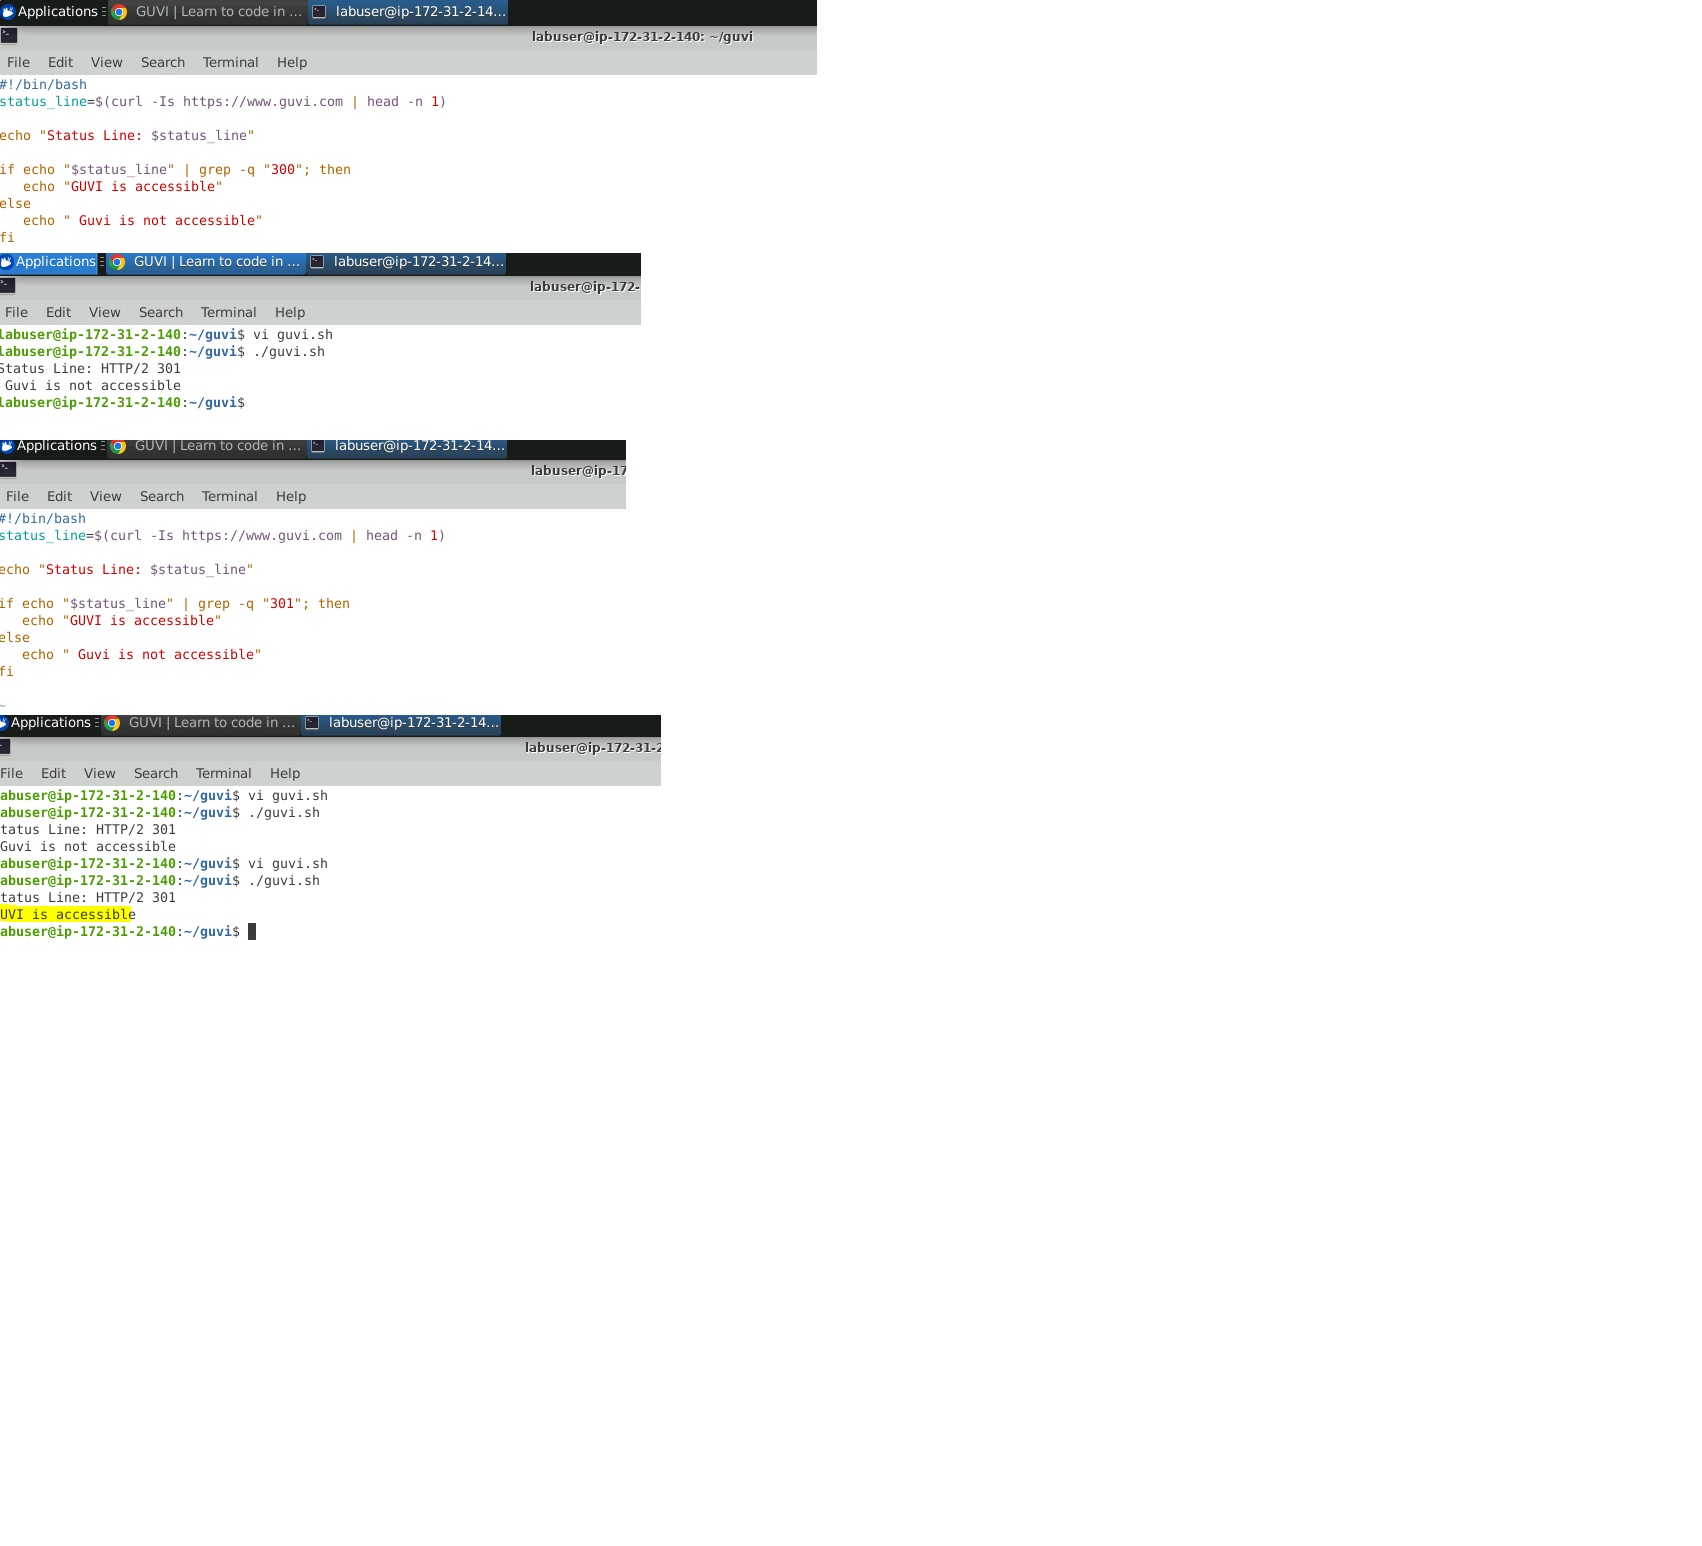 Applications
GUVI | Learn to code in ...
labuser@ip-172-31-2-14...
labuser@ip-172-31-2-140: ~/guvi
File Edit View Search Terminal Help
#!/bin/bash
status_line=$(curl -Is https://www.guvi.com | head -n 1)
echo "Status Line: $status_line"
if echo "$status_line" | grep -q "300"; then
   echo "GUVI is accessible"
else
   echo " Guvi is not accessible"
fi
Applications
GUVI | Learn to code in ...
labuser@ip-172-31-2-14...
labuser@ip-172-
File Edit View Search Terminal Help
labuser@ip-172-31-2-140:~/guvi$ vi guvi.sh
labuser@ip-172-31-2-140:~/guvi$ ./guvi.sh
Status Line: HTTP/2 301
 Guvi is not accessible
labuser@ip-172-31-2-140:~/guvi$
Applications
GUVI | Learn to code in ...
labuser@ip-172-31-2-14...
labuser@ip-17
File Edit View Search Terminal Help
#!/bin/bash
status_line=$(curl -Is https://www.guvi.com | head -n 1)
echo "Status Line: $status_line"
if echo "$status_line" | grep -q "301"; then
   echo "GUVI is accessible"
else
   echo " Guvi is not accessible"
fi
~
Applications
GUVI | Learn to code in ...
labuser@ip-172-31-2-14...
labuser@ip-172-31-2
File Edit View Search Terminal Help
abuser@ip-172-31-2-140:~/guvi$ vi guvi.sh
abuser@ip-172-31-2-140:~/guvi$ ./guvi.sh
tatus Line: HTTP/2 301
Guvi is not accessible
abuser@ip-172-31-2-140:~/guvi$ vi guvi.sh
abuser@ip-172-31-2-140:~/guvi$ ./guvi.sh
tatus Line: HTTP/2 301
UVI is accessible
abuser@ip-172-31-2-140:~/guvi$